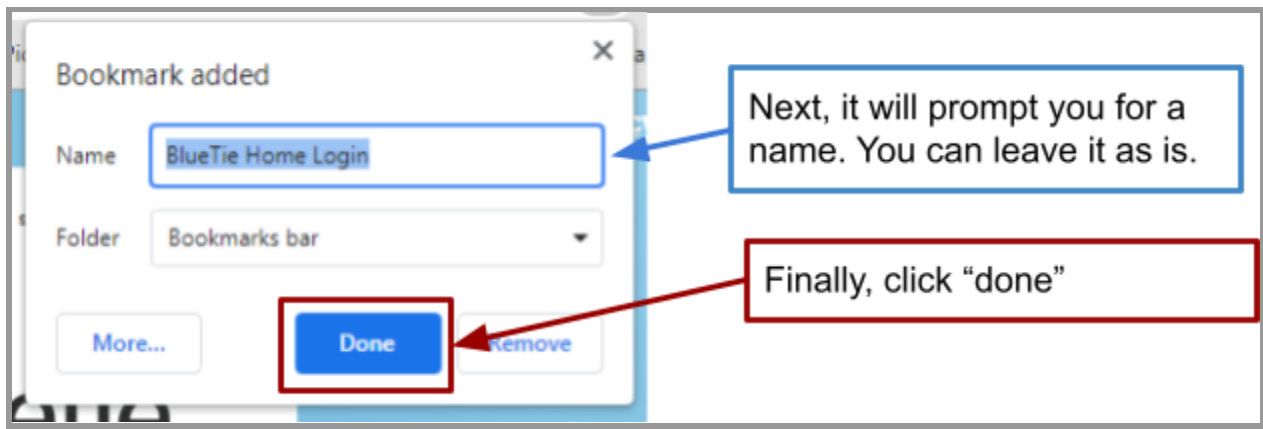 Bookmark added
Name
BlueTie Home Login
Next, it will prompt you for a
name. You can leave it as is.
Folder
Bookmarks bar
Finally, click “done”
More...
Done
Remove